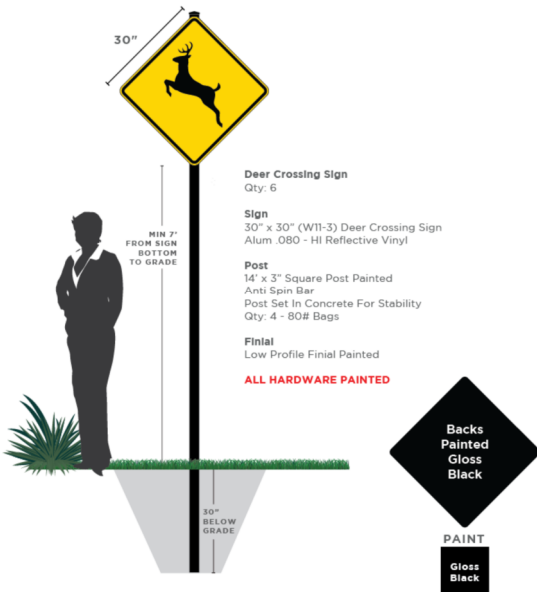 30"
MIN 7'
FROM SIGN
BOTTOM
TO GRADE
Deer Crossing Sign
Qty: 6
Sign
30" x 30" (W11-3) Deer Crossing Sign
Alum .080 - HI Reflective Vinyl
Post
14' x 3" Square Post Painted
Anti Spin Bar
Post Set In Concrete For Stability
Qty: 4 - 80# Bags
Finial
Low Profile Finial Painted
ALL HARDWARE PAINTED
30"
BELOW
GRADE
Backs
Painted
Gloss
Black
PAINT
Gloss
Black